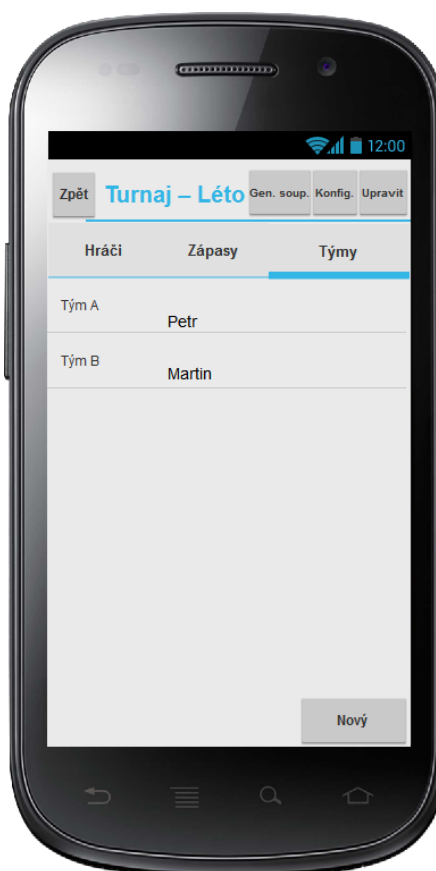 12:00
Zpět Turnaj – Léto Gen. soup. Konfig. Upravit
Hráči Zápasy Týmy
Tým A Petr
Tým B Martin
Nový